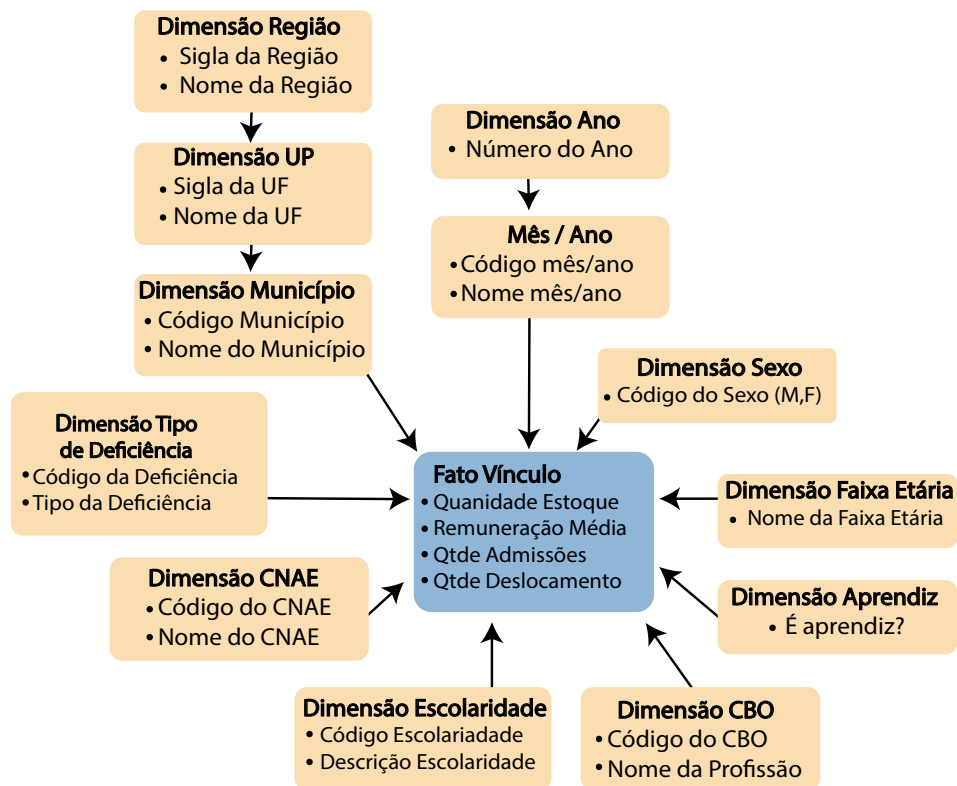 Dimensão Região
• Sigla da Região
• Nome da Região
Dimensão UP
• Sigla da UF
• Nome da UF
Dimensão Município
• Código Município
• Nome do Município
Dimensão Ano
• Número do Ano
Mês / Ano
• Código mês/ano
• Nome mês/ano
Dimensão Sexo
• Código do Sexo (M,F)
Dimensão Tipo
de Deficiência
• Código da Deficiência
• Tipo da Deficiência
Fato Vínculo
• Quanidade Estoque
• Remuneração Média
• Qtde Admissões
• Qtde Deslocamento
Dimensão Faixa Etária
• Nome da Faixa Etária
Dimensão CNAE
• Código do CNAE
• Nome do CNAE
Dimensão Aprendiz
• É aprendiz?
Dimensão Escolaridade
• Código Escolariadade
• Descrição Escolaridade
Dimensão CBO
• Código do CBO
• Nome da Profissão